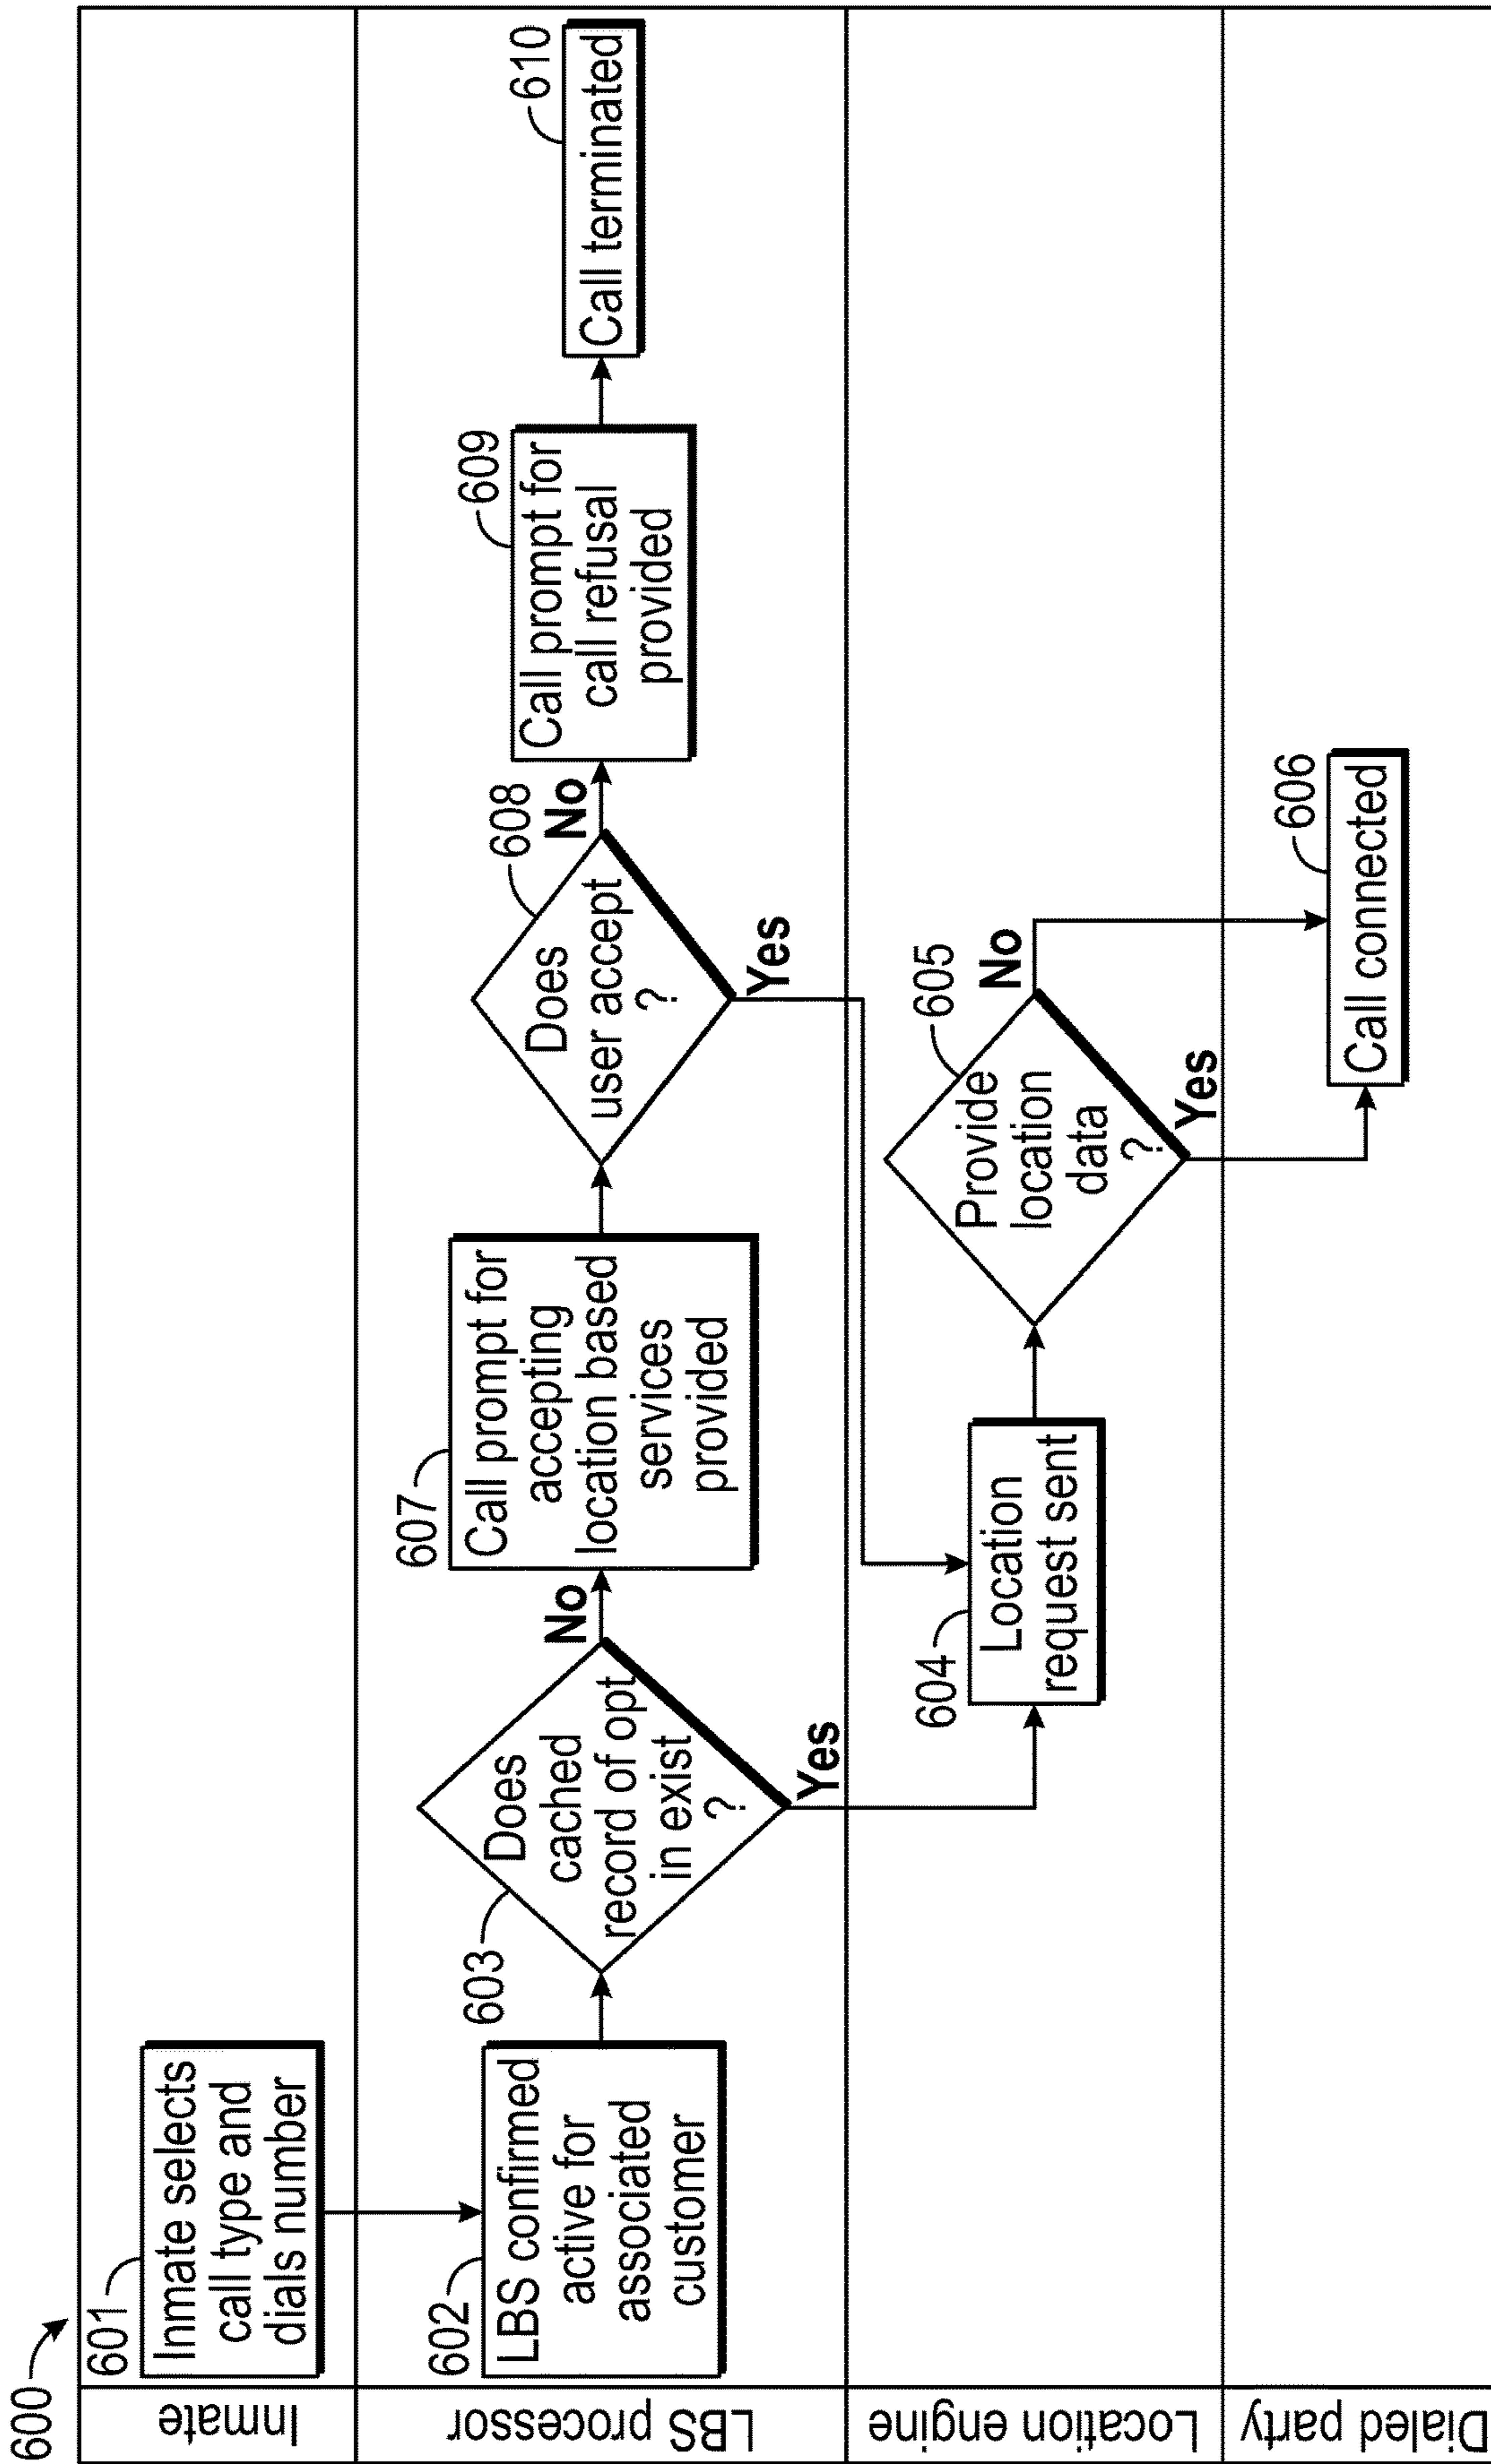 600
Inmate
601
Inmate selects
call type and
dials number
LBS processor
602
LBS confirmed
active for
associated
customer
603
Does
cached
record of opt
in exist
?
No
Yes
607
Call prompt for
accepting
location based
services
provided
608
Does
user accept
?
No
Yes
609
Call prompt for
call refusal
provided
610
Call terminated
Location engine
604
Location
request sent
605
Provide
location
data
?
No
Yes
Dialed party
606
Call connected